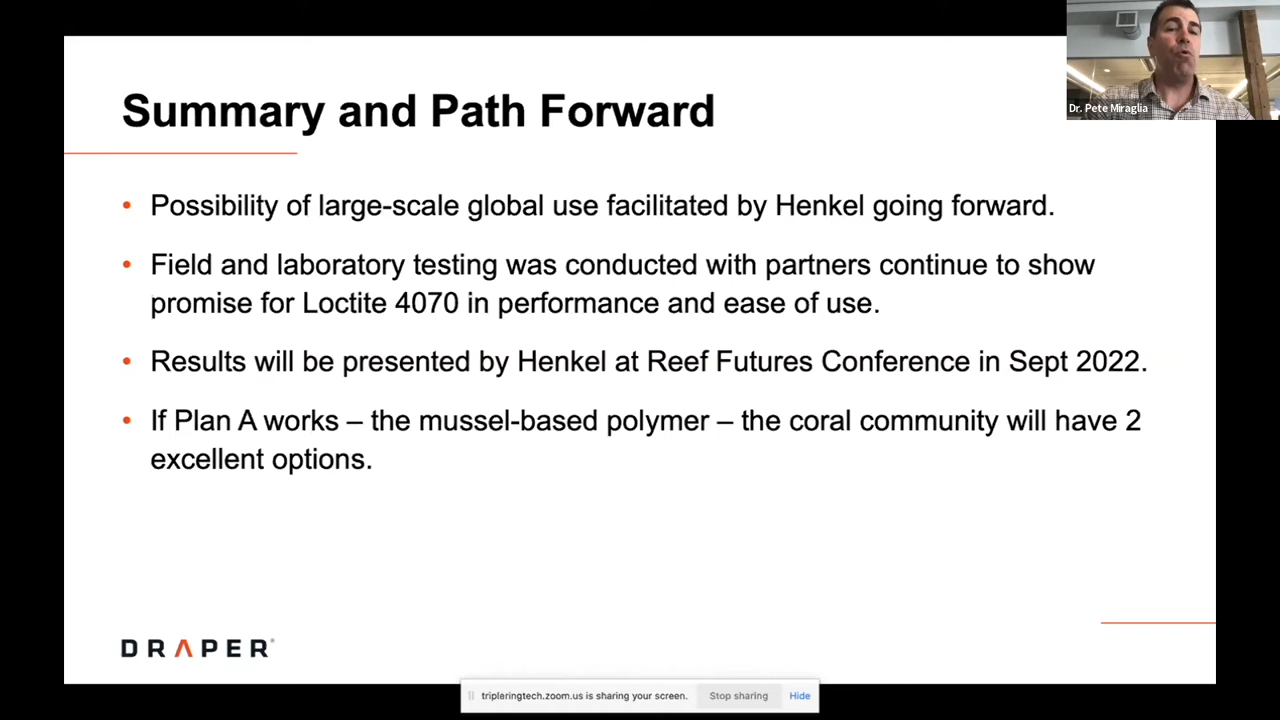 Summary and Path Forward
Dr. Pete Miraglia
• Possibility of large-scale global use facilitated by Henkel going forward.
• Field and laboratory testing was conducted with partners continue to show
promise for Loctite 4070 in performance and ease of use.
• Results will be presented by Henkel at Reef Futures Conference in Sept 2022.
• If Plan A works – the mussel-based polymer – the coral community will have 2
excellent options.
DRAPER®
tripleringtech.zoom.us is sharing your screen. Stop sharing Hide